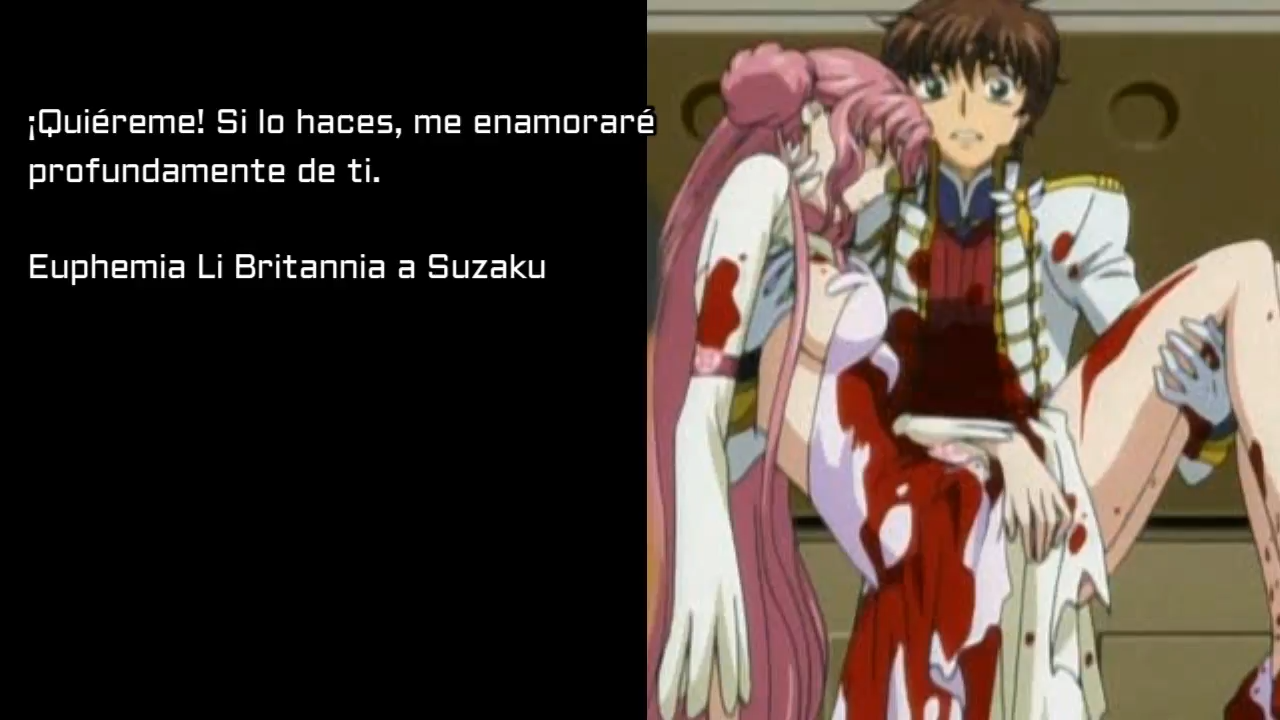 ¡Quiéreme! Si lo haces, me enamoraré
profundamente de ti.
Euphemia Li Britannia a Suzaku